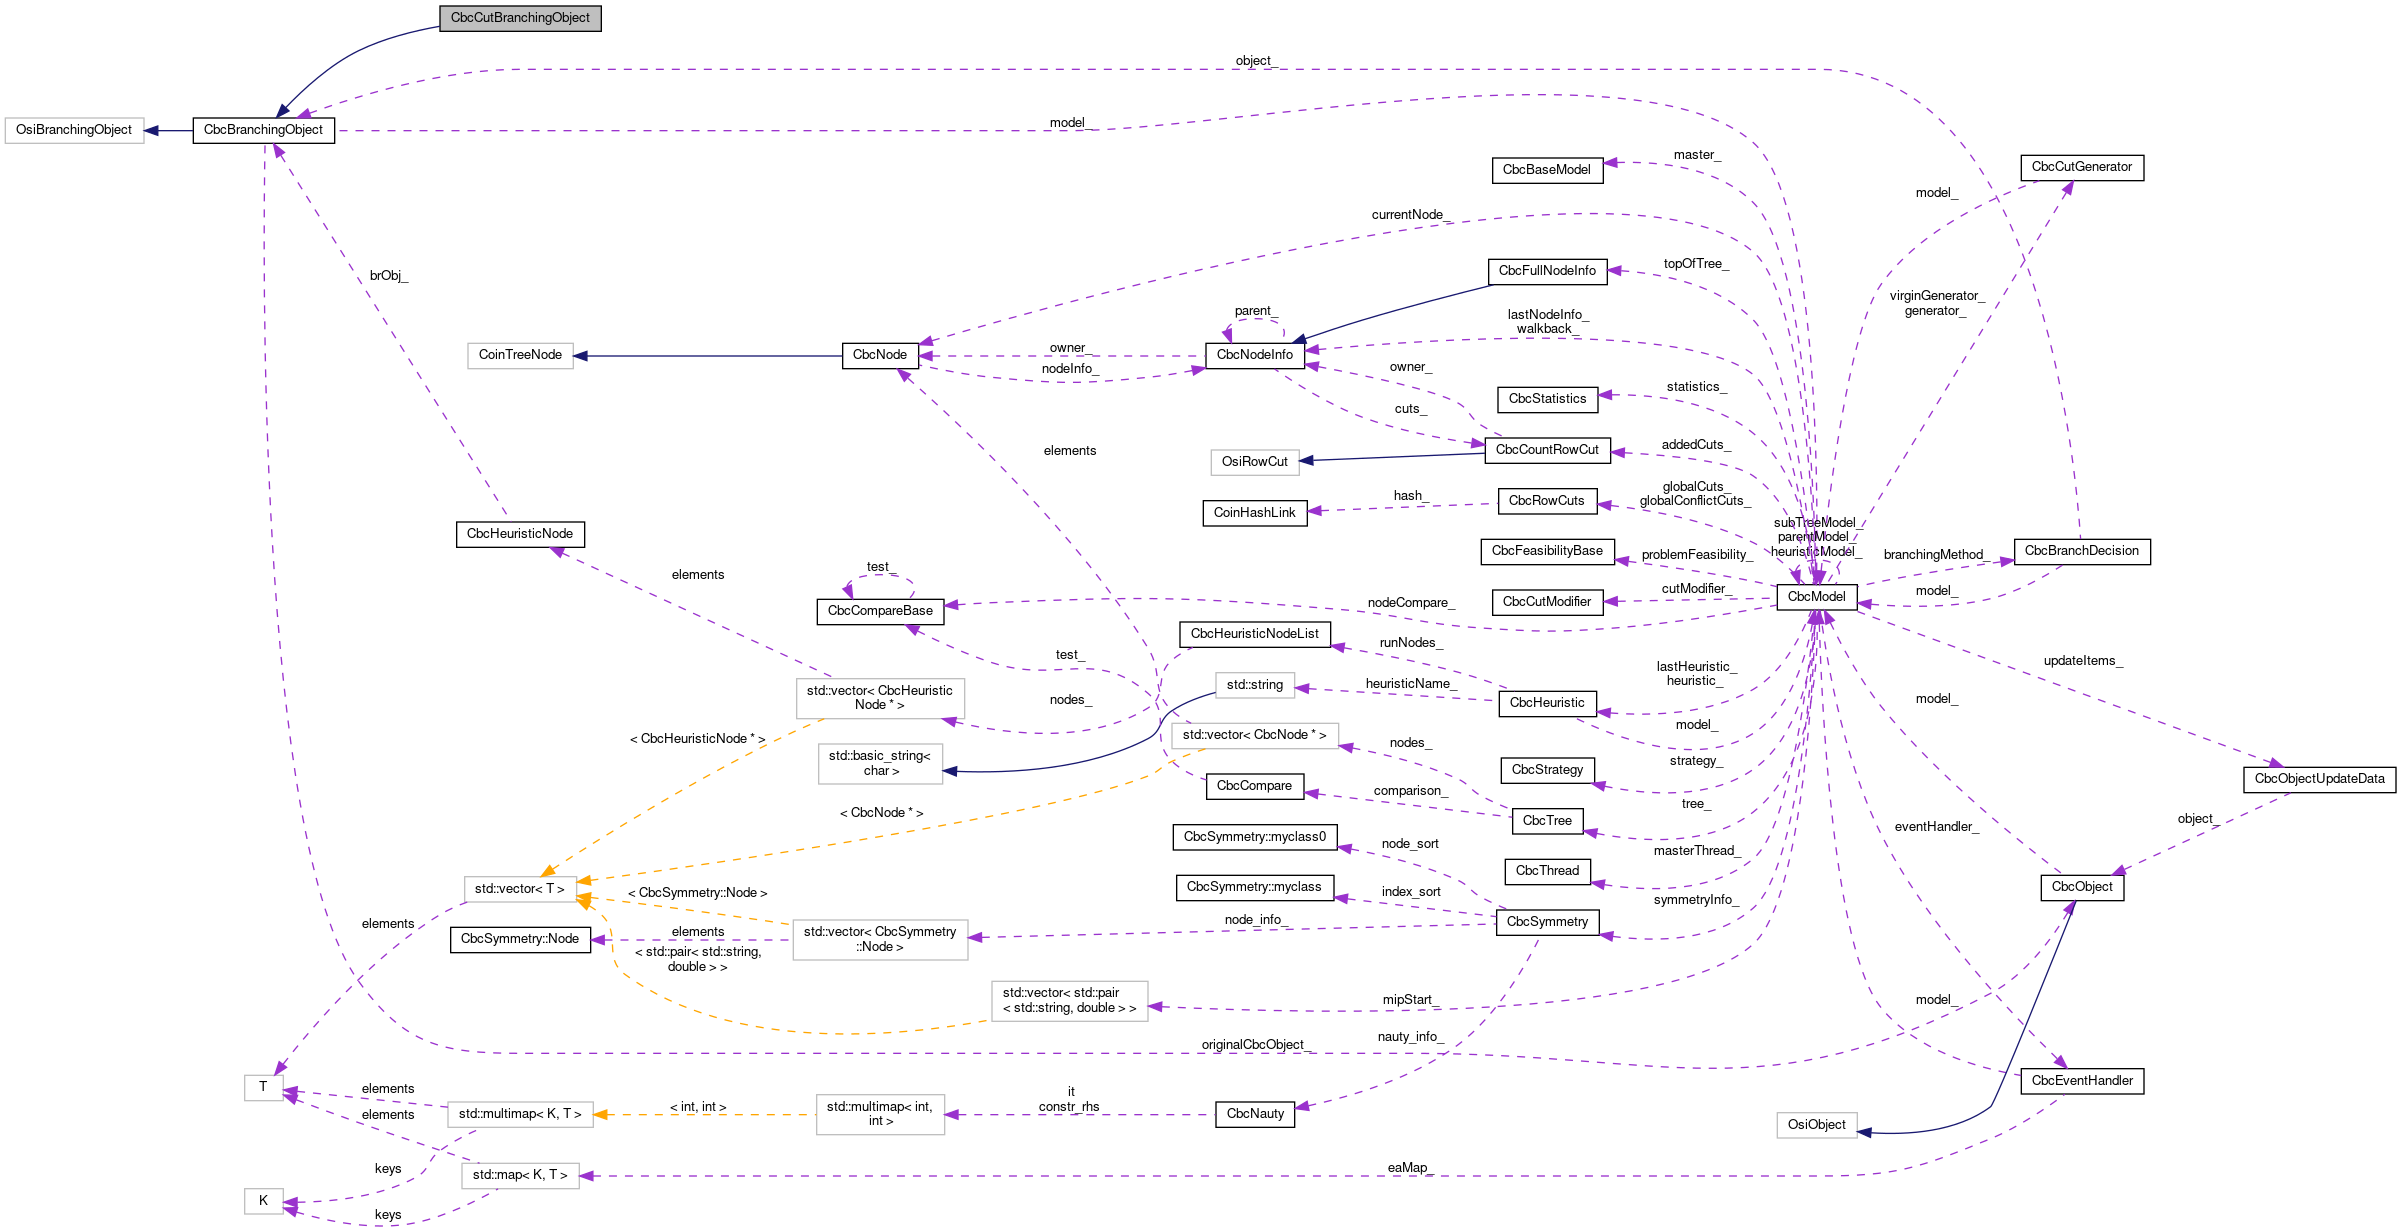 CbcCutBranchingObject
object_
OsiBranchingObject
CbcBranchingObject
model_
master_
CbcBaseModel
CbcCutGenerator
model_
currentNode_
brObj_
topOfTree_
CbcFullNodeInfo
virginGenerator_
generator_
parent_
lastNodeInfo_
walkback_
CoinTreeNode
CbcNode
owner_
nodeInfo_
CbcNodeInfo
owner_
cuts_
statistics_
CbcStatistics
elements
OsiRowCut
CbcCountRowCut
addedCuts_
hash_
CoinHashLink
CbcRowCuts
globalCuts_
globalConflictCuts_
subTreeModel_
parentModel_
heuristicModel_
CbcHeuristicNode
CbcFeasibilityBase
problemFeasibility_
branchingMethod_
CbcBranchDecision
elements
test_
CbcCompareBase
nodeCompare_
CbcCutModifier
cutModifier_
CbcModel
model_
CbcHeuristicNodeList
runNodes_
test_
updateItems_
std::vector< CbcHeuristic
Node * >
nodes_
std::string
heuristicName_
CbcHeuristic
lastHeuristic_
heuristic_
model_
model_
< CbcHeuristicNode * >
std::vector< CbcNode * >
nodes_
std::basic_string<
char >
CbcStrategy
strategy_
CbcObjectUpdateData
CbcCompare
comparison_
CbcTree
tree_
< CbcNode * >
object_
eventHandler_
CbcSymmetry::myclass0
node_sort
masterThread_
CbcThread
std::vector< T >
< CbcSymmetry::Node >
CbcSymmetry::myclass
index_sort
CbcObject
symmetryInfo_
elements
CbcSymmetry::Node
elements
std::vector< CbcSymmetry
::Node >
node_info_
CbcSymmetry
< std::pair< std::string,
double > >
std::vector< std::pair
< std::string, double > >
mipStart_
model_
nauty_info_
originalCbcObject_
T
elements
CbcEventHandler
elements
std::multimap< K, T >
< int, int >
std::multimap< int,
int >
it
constr_rhs
CbcNauty
OsiObject
keys
std::map< K, T >
eaMap_
K
keys